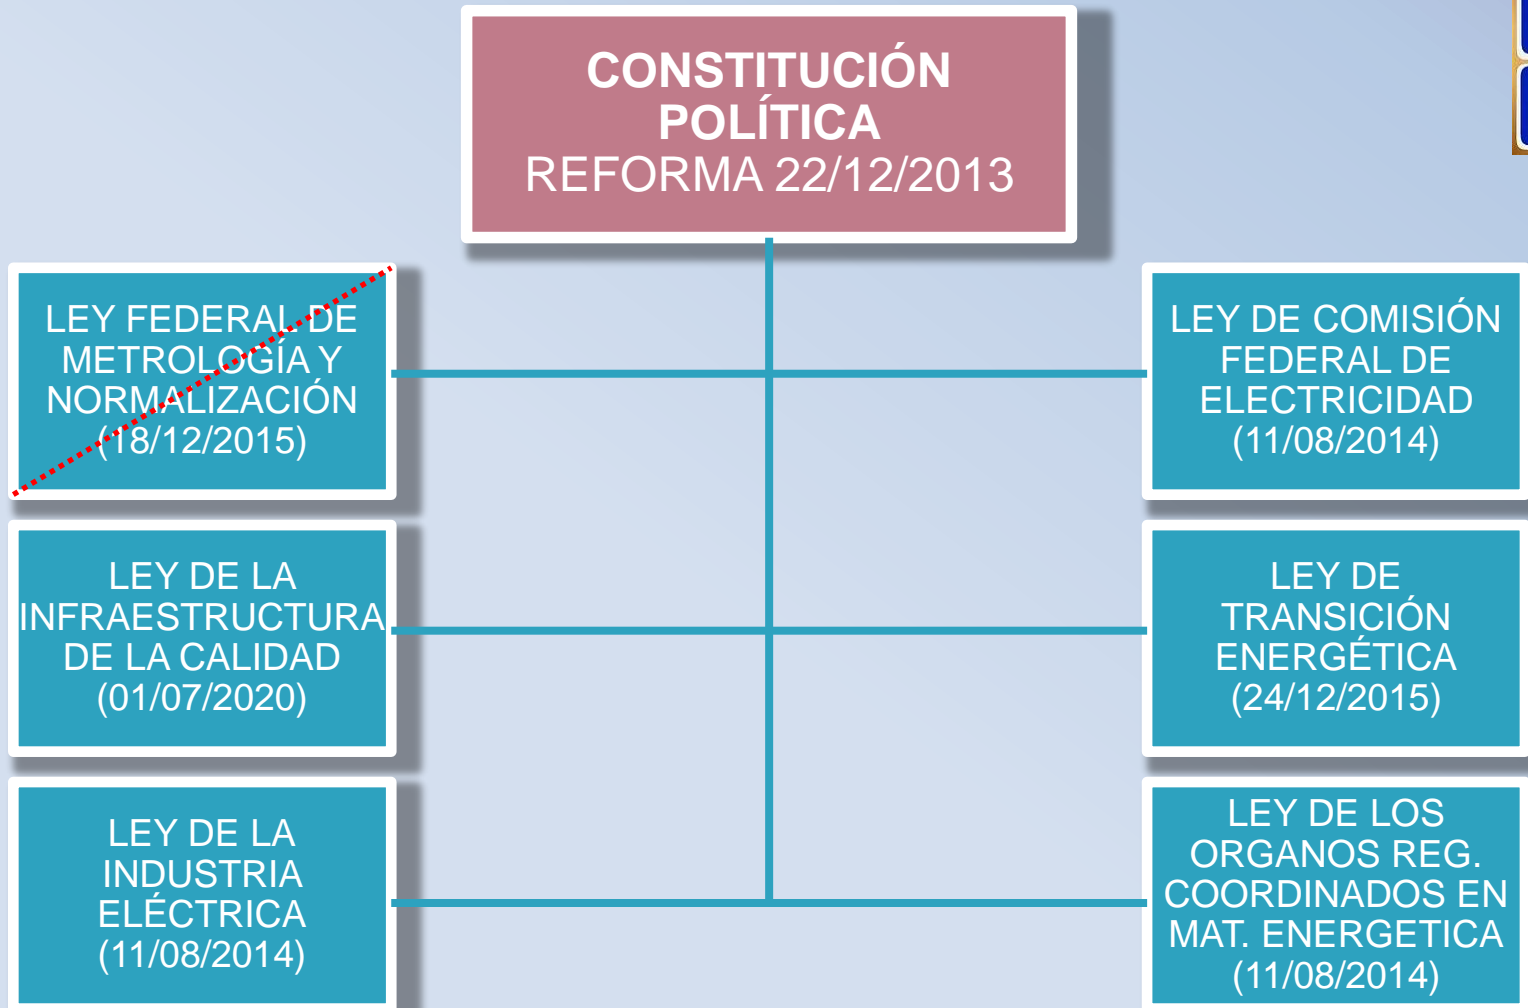 CONSTITUCIÓN
POLÍTICA
REFORMA 22/12/2013
LEY FEDERAL DE
METROLOGÍA Y
NORMALIZACIÓN
(18/12/2015)
LEY DE COMISIÓN
FEDERAL DE
ELECTRICIDAD
(11/08/2014)
LEY DE LA
INFRAESTRUCTURA
DE LA CALIDAD
(01/07/2020)
LEY DE
TRANSICIÓN
ENERGÉTICA
(24/12/2015)
LEY DE LA
INDUSTRIA
ELÉCTRICA
(11/08/2014)
LEY DE LOS
ORGANOS REG.
COORDINADOS EN
MAT. ENERGETICA
(11/08/2014)